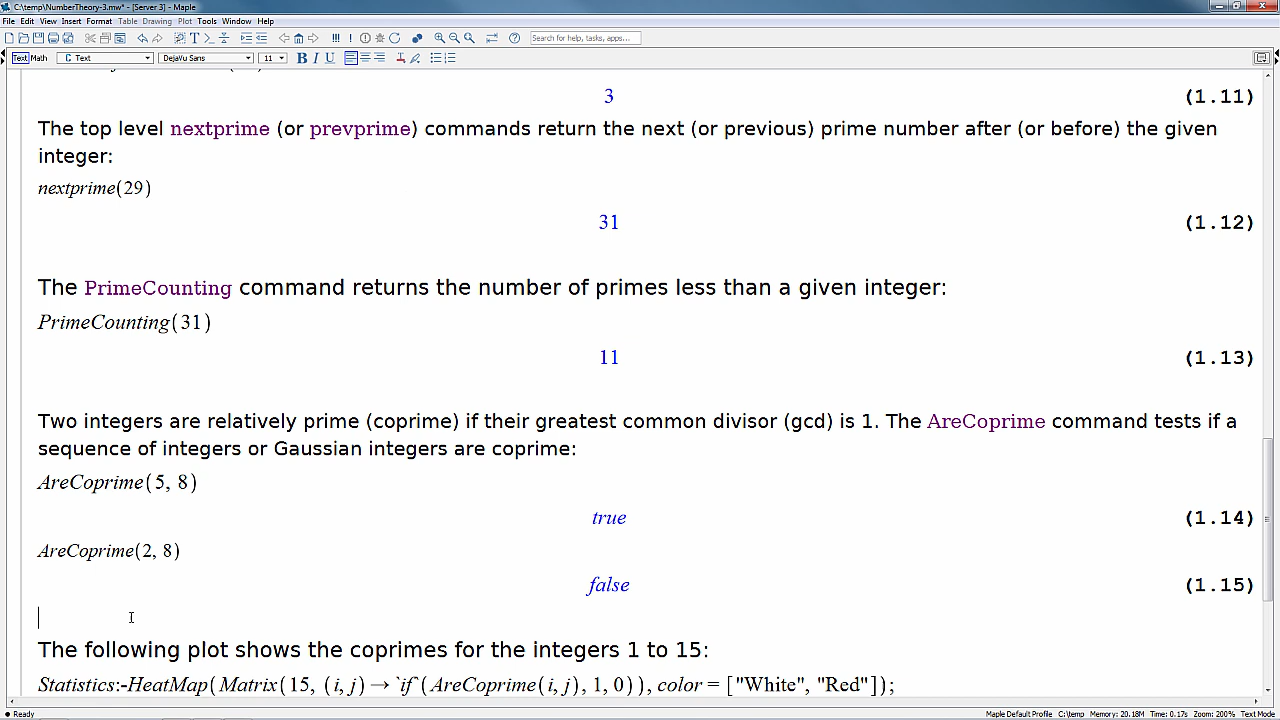 C:\temp\NumberTheory-3.mw* - [Server 3] - Maple
File Edit View Insert Format Table Drawing Plot Tools Window Help
Search for help, tasks, apps...
Text Math C Text DejaVu Sans 11 B I U
3 (1.11)
The top level nextprime (or prevprime) commands return the next (or previous) prime number after (or before) the given
integer:
nextprime(29)
31 (1.12)
The PrimeCounting command returns the number of primes less than a given integer:
PrimeCounting(31)
11 (1.13)
Two integers are relatively prime (coprime) if their greatest common divisor (gcd) is 1. The AreCoprime command tests if a
sequence of integers or Gaussian integers are coprime:
AreCoprime(5, 8)
true (1.14)
AreCoprime(2, 8)
false (1.15)
The following plot shows the coprimes for the integers 1 to 15:
Statistics:-HeatMap(Matrix(15, (i, j) → `if`(AreCoprime(i, j), 1, 0)), color = ["White", "Red"]);
Ready Maple Default Profile C:\temp Memory: 20.18M Time: 0.17s Zoom: 200% Text Mode